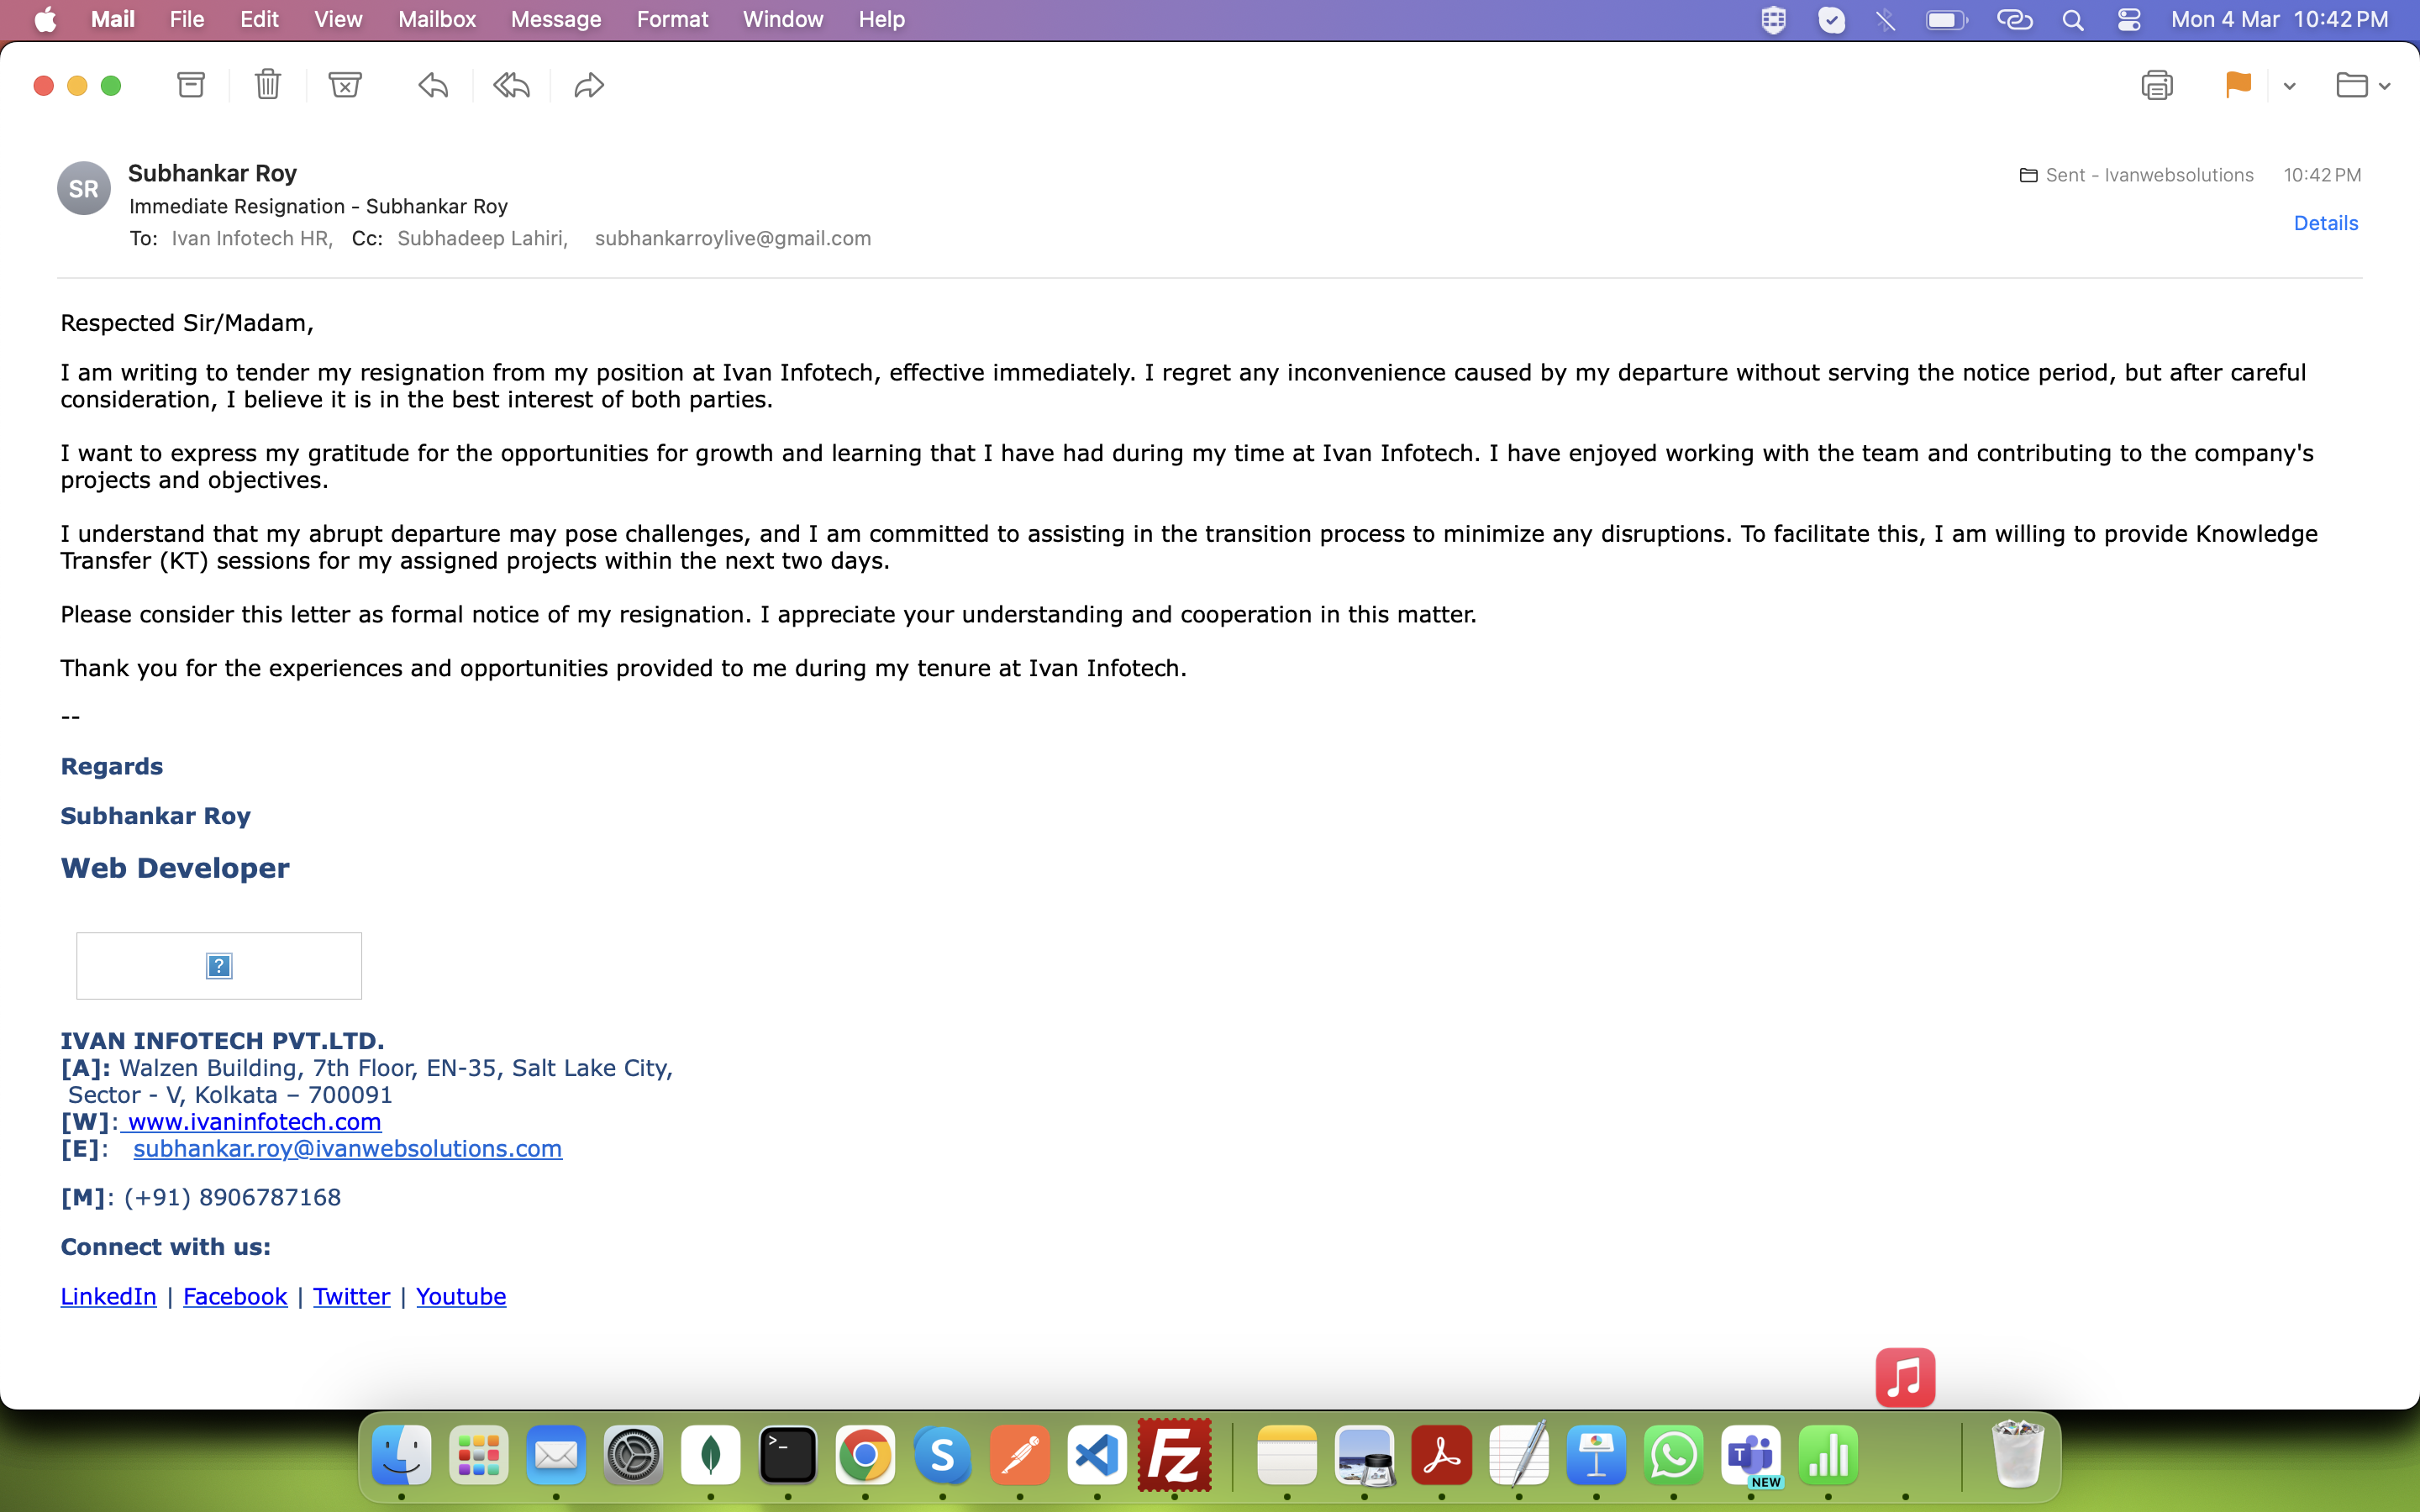 Mail File Edit View Mailbox Message Format Window Help Mon 4 Mar 10:42 PM
SR Subhankar Roy
Sent - Ivanwebsolutions 10:42 PM
Immediate Resignation - Subhankar Roy
Details
To: Ivan Infotech HR, Cc: Subhadeep Lahiri, subhankarroylive@gmail.com
Respected Sir/Madam,
I am writing to tender my resignation from my position at Ivan Infotech, effective immediately. I regret any inconvenience caused by my departure without serving the notice period, but after careful
consideration, I believe it is in the best interest of both parties.
I want to express my gratitude for the opportunities for growth and learning that I have had during my time at Ivan Infotech. I have enjoyed working with the team and contributing to the company's
projects and objectives.
I understand that my abrupt departure may pose challenges, and I am committed to assisting in the transition process to minimize any disruptions. To facilitate this, I am willing to provide Knowledge
Transfer (KT) sessions for my assigned projects within the next two days.
Please consider this letter as formal notice of my resignation. I appreciate your understanding and cooperation in this matter.
Thank you for the experiences and opportunities provided to me during my tenure at Ivan Infotech.
--
Regards
Subhankar Roy
Web Developer
?
IVAN INFOTECH PVT.LTD.
[A]: Walzen Building, 7th Floor, EN-35, Salt Lake City,
Sector - V, Kolkata – 700091
[W]: www.ivaninfotech.com
[E]: subhankar.roy@ivanwebsolutions.com
[M]: (+91) 8906787168
Connect with us:
LinkedIn | Facebook | Twitter | Youtube
>_ S Fz T NEW